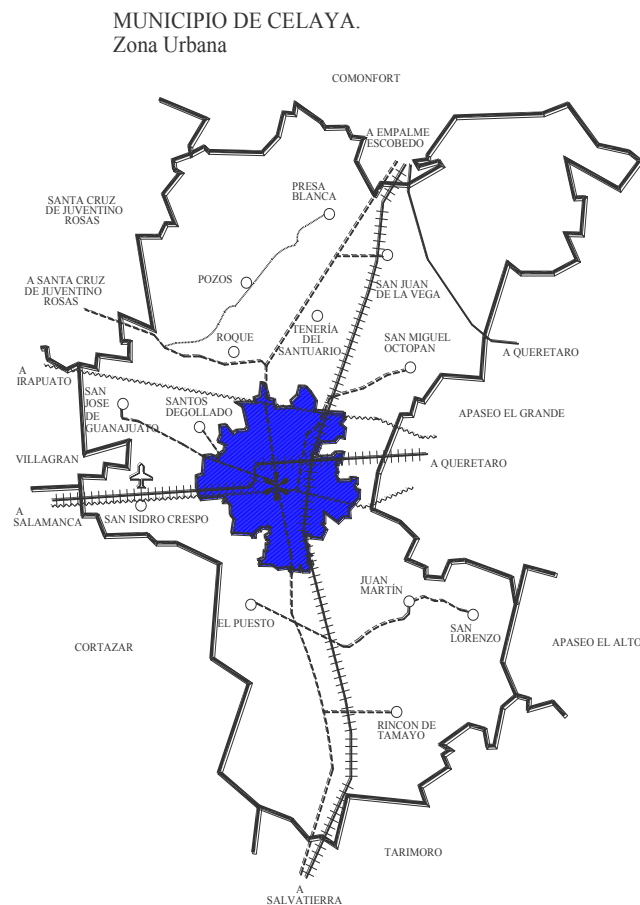 MUNICIPIO DE CELAYA.
Zona Urbana
COMONFORT
A EMPALME
ESCOBEDO
PRESA
BLANCA
SANTA CRUZ
DE JUVENTINO
ROSAS
POZOS
SAN JUAN
DE LA VEGA
A SANTA CRUZ
DE JUVENTINO
ROSAS
TENERÍA
DEL
SANTUARIO
ROQUE
SAN MIGUEL
OCTOPAN
A QUERETARO
A
IRAPUATO
SAN
JOSE
DE
GUANAJUATO
SANTOS
DEGOLLADO
APASEO EL GRANDE
VILLAGRAN
A QUERETARO
A
SALAMANCA
SAN ISIDRO CRESPO
JUAN
MARTÍN
EL PUESTO
SAN
LORENZO
CORTAZAR
APASEO EL ALTO
RINCON DE
TAMAYO
TARIMORO
A
SALVATIERRA